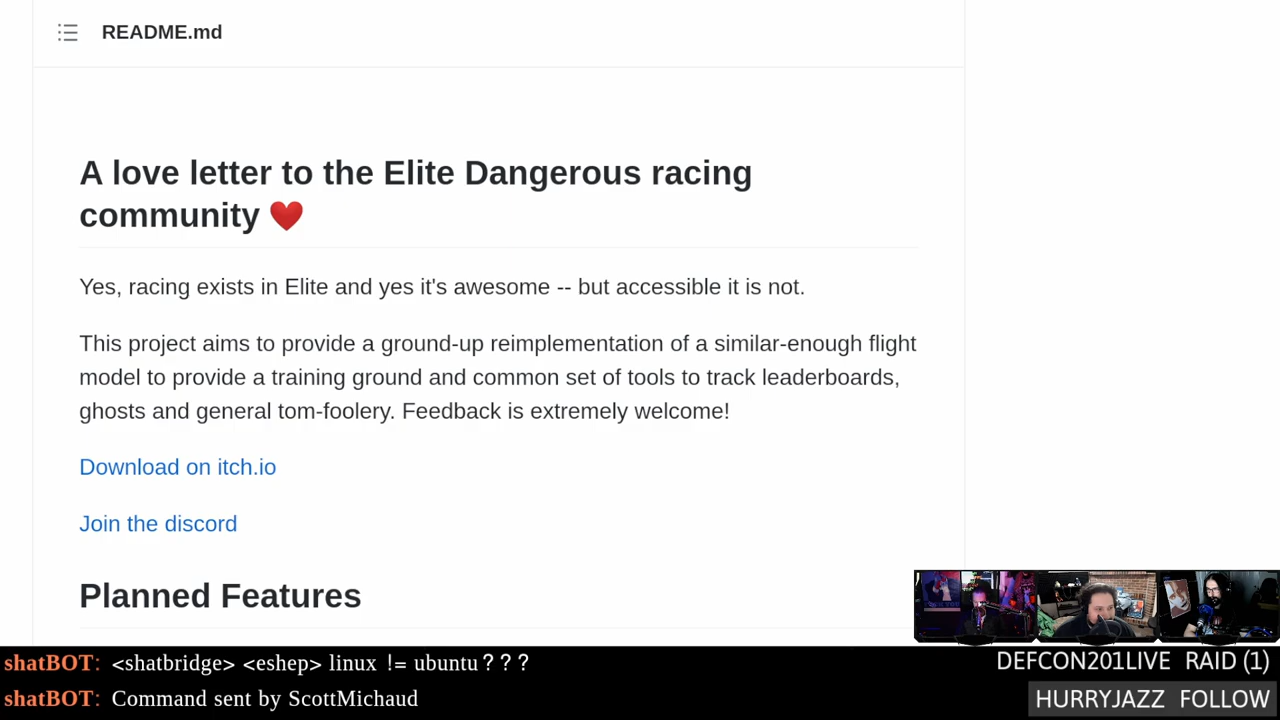 README.md
A love letter to the Elite Dangerous racing
community ❤️
Yes, racing exists in Elite and yes it's awesome -- but accessible it is not.
This project aims to provide a ground-up reimplementation of a similar-enough flight
model to provide a training ground and common set of tools to track leaderboards,
ghosts and general tom-foolery. Feedback is extremely welcome!
Download on itch.io
Join the discord
Planned Features
shatBOT: <shatbridge> <eshep> linux != ubuntu???
shatBOT: Command sent by ScottMichaud
DEFCON201LIVE RAID (1)
HURRYJAZZ FOLLOW